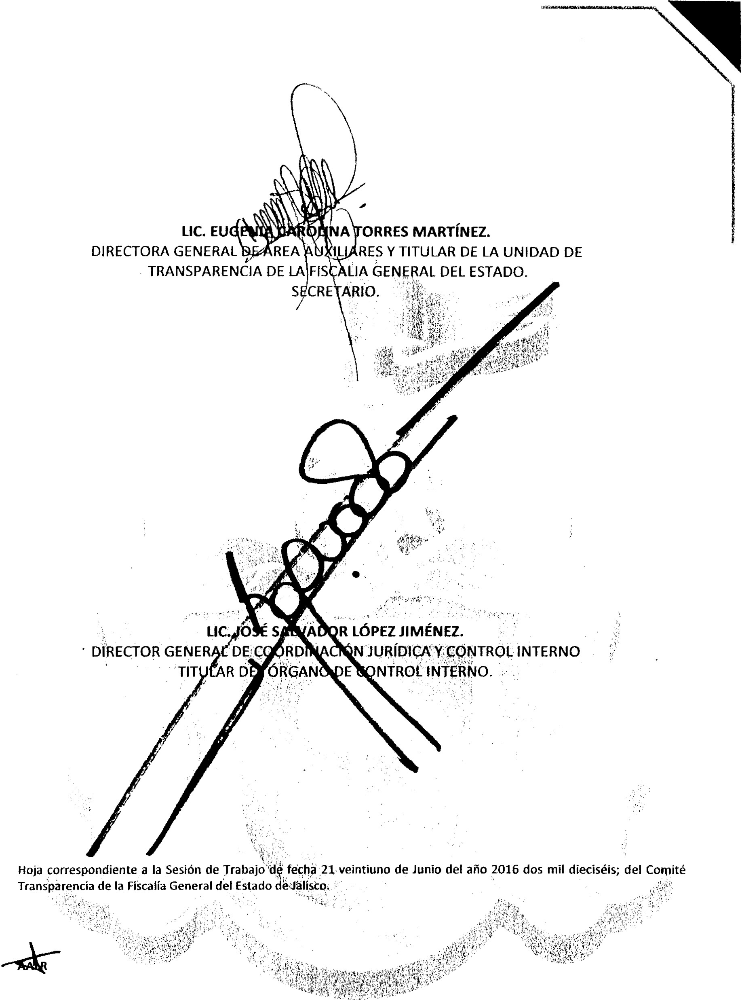 LIC. EUGENIA CAROLINA TORRES MARTÍNEZ.
DIRECTORA GENERAL DE ÁREA AUXILIARES Y TITULAR DE LA UNIDAD DE
TRANSPARENCIA DE LA FISCALIA GENERAL DEL ESTADO.
SECRETARIO.
LIC. JOSÉ SALVADOR LÓPEZ JIMÉNEZ.
DIRECTOR GENERAL DE COORDINACIÓN JURÍDICA Y CONTROL INTERNO
TITULAR DEL ÓRGANO DE CONTROL INTERNO.
Hoja correspondiente a la Sesión de Trabajo de fecha 21 veintiuno de Junio del año 2016 dos mil dieciséis; del Comité
Transparencia de la Fiscalía General del Estado de Jalisco.